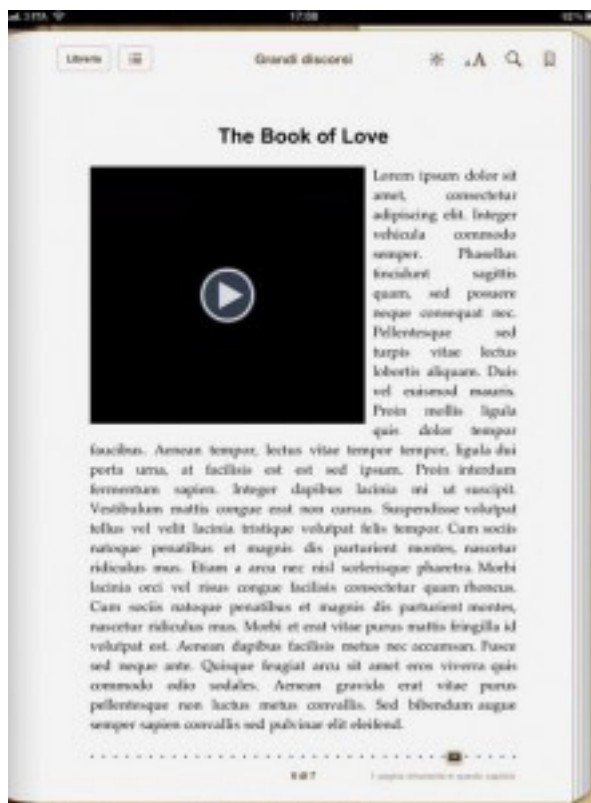 3 ITA 17:08
Libreria
Grandi discorsi
AA
The Book of Love
Lorem ipsum dolor sit
amet, consectetur
adipiscing elit. Integer
vehicula commodo
semper. Phasellus
tincidunt sagittis
quam, sed posuere
neque consequat nec.
Pellentesque sed
turpis vitae lectus
lobortis aliquam. Duis
vel euismod mauris.
Proin mollis ligula
quis dolor tempor
faucibus. Aenean tempor, lectus vitae tempor tempor, ligula dui
porta urna, at facilisis est est sed ipsum. Proin interdum
fermentum sapien. Integer dapibus lacinia mi ut suscipit.
Vestibulum mattis congue erat non cursus. Suspendisse volutpat
tellus vel velit lacinia tristique volutpat felis tempor. Cum sociis
natoque penatibus et magnis dis parturient montes, nascetur
ridiculus mus. Etiam a arcu nec nisl scelerisque pharetra. Morbi
lacinia orci vel risus congue facilisis consectetur quam rhoncus.
Cum sociis natoque penatibus et magnis dis parturient montes,
nascetur ridiculus mus. Morbi et erat vitae purus mattis fringilla id
volutpat est. Aenean dapibus facilisis metus nec accumsan. Fusce
sed neque ante. Quisque feugiat arcu sit amet eros viverra quis
commodo odio sodales. Aenean gravida erat vitae purus
pellentesque non luctus metus convallis. Sed bibendum augue
semper sapien convallis sed pulvinar elit eleifend.
di 7